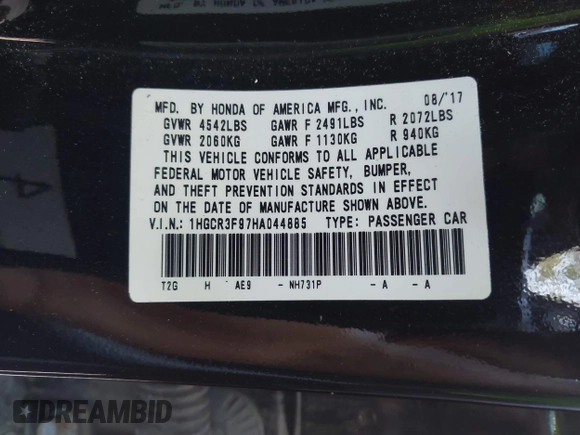 MFD. BY HONDA OF AMERICA MFG., INC. 08/'17
GVWR 4542LBS GAWR F 2491LBS R 2072LBS
GVWR 2060KG GAWR F 1130KG R 940KG
THIS VEHICLE CONFORMS TO ALL APPLICABLE
FEDERAL MOTOR VEHICLE SAFETY, BUMPER,
AND THEFT PREVENTION STANDARDS IN EFFECT
ON THE DATE OF MANUFACTURE SHOWN ABOVE.
V.I.N.: 1HGCR3F97HA044885 TYPE: PASSENGER CAR
T2G H AE9 - NH731P - A - A
DREAMBID